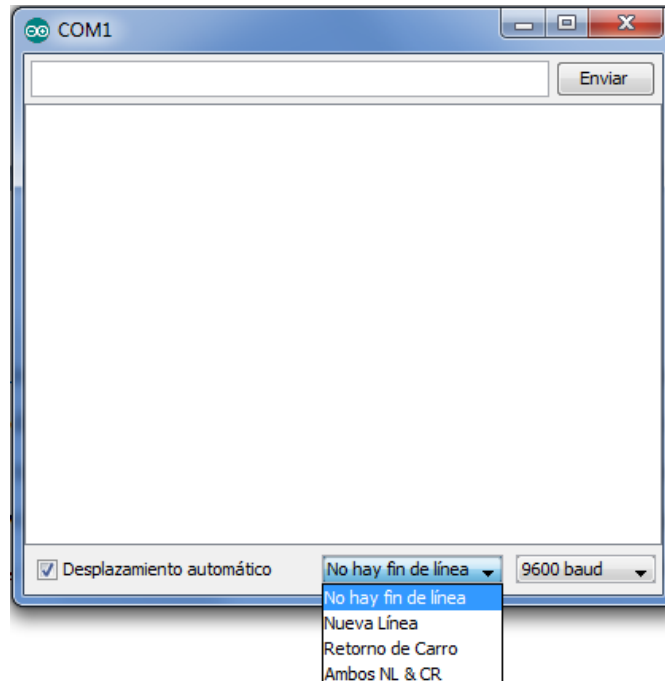 COM1
Enviar
Desplazamiento automático No hay fin de línea 9600 baud
No hay fin de línea
Nueva Línea
Retorno de Carro
Ambos NL & CR